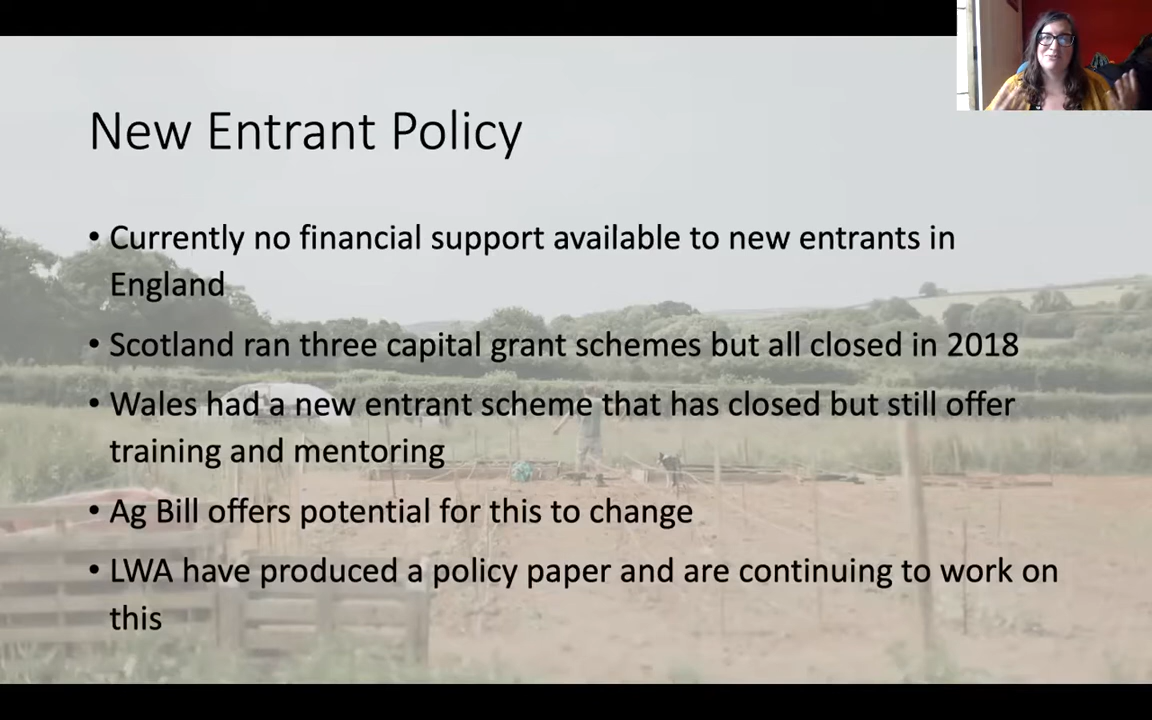 New Entrant Policy
• Currently no financial support available to new entrants in
England
• Scotland ran three capital grant schemes but all closed in 2018
• Wales had a new entrant scheme that has closed but still offer
training and mentoring
• Ag Bill offers potential for this to change
• LWA have produced a policy paper and are continuing to work on
this